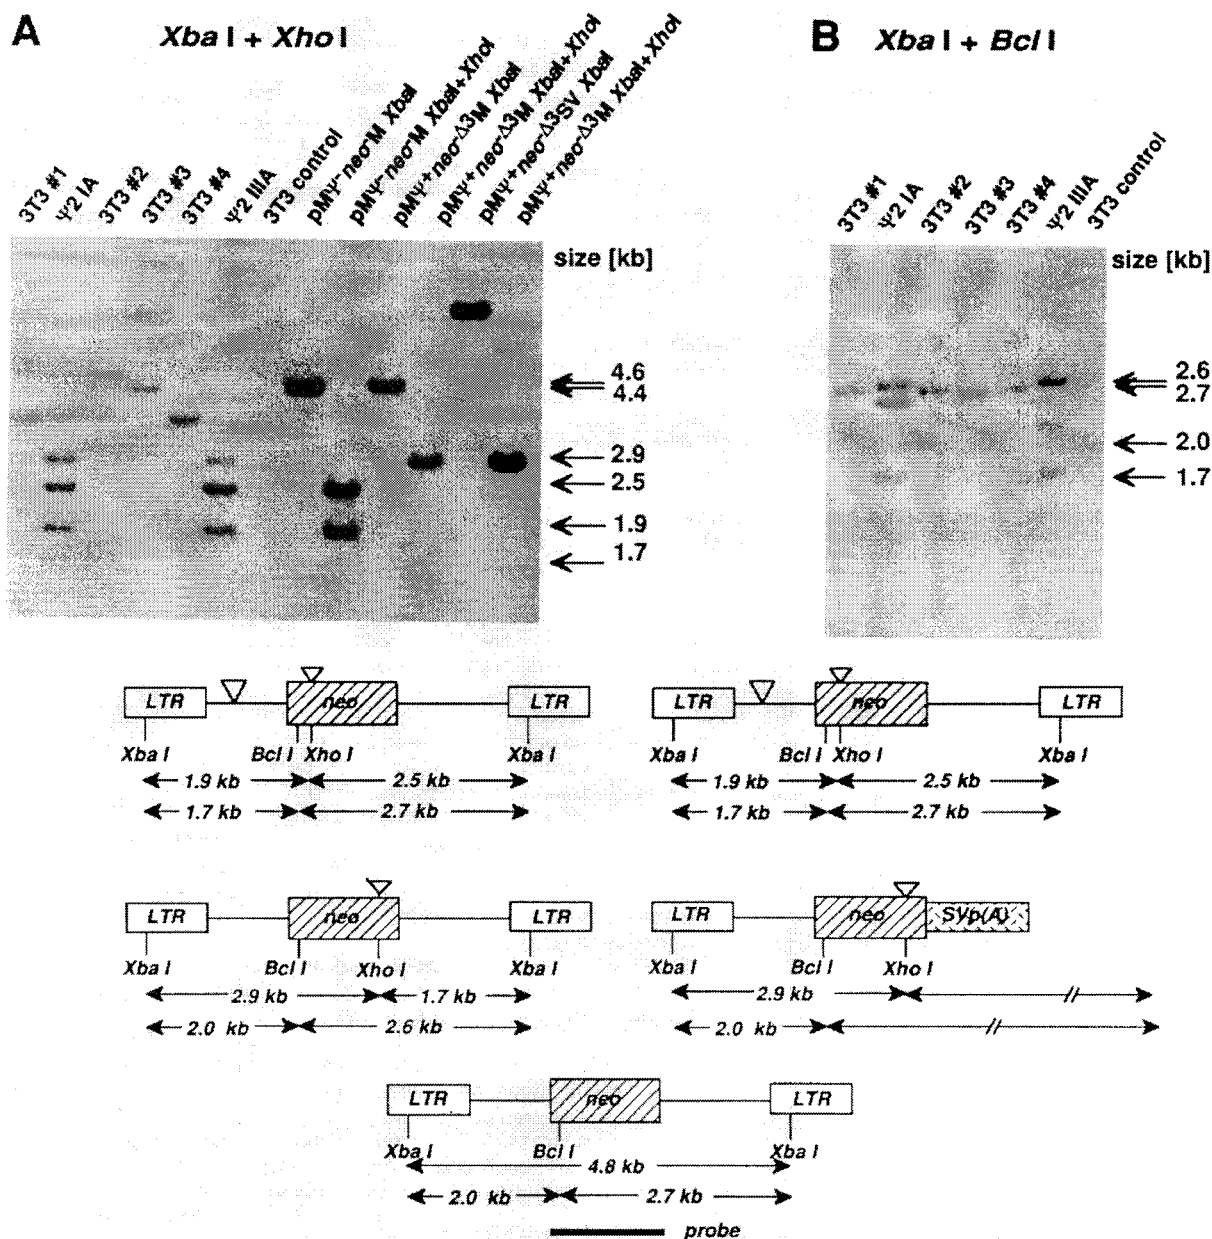 A
Xba I + Xho I
3T3 #1
Ψ2 IA
3T3 #2
3T3 #3
3T3 #4
Ψ2 IIIA
3T3 control
pMΨ-neo-M XbaI
pMΨ-neo-M XbaI+XhoI
pMΨ+neo-Δ3M XbaI
pMΨ+neo-Δ3M XbaI+XhoI
pMΨ+neo-Δ3SV XbaI
pMΨ+neo-Δ3M XbaI+XhoI
size [kb]
4.6
4.4
2.9
2.5
1.9
1.7
B
Xba I + Bcl I
3T3 #1
Ψ2 IA
3T3 #2
3T3 #3
3T3 #4
Ψ2 IIIA
3T3 control
size [kb]
2.6
2.7
2.0
1.7
LTR neo LTR
Xba I Bcl I Xho I Xba I
1.9 kb 2.5 kb
1.7 kb 2.7 kb
LTR neo LTR
Xba I Bcl I Xho I Xba I
1.9 kb 2.5 kb
1.7 kb 2.7 kb
LTR neo LTR
Xba I Bcl I Xho I Xba I
2.9 kb 1.7 kb
2.0 kb 2.6 kb
LTR neo SVp(A)
Xba I Bcl I Xho I
2.9 kb //
2.0 kb //
LTR neo LTR
Xba I Bcl I Xba I
4.8 kb
2.0 kb 2.7 kb
probe